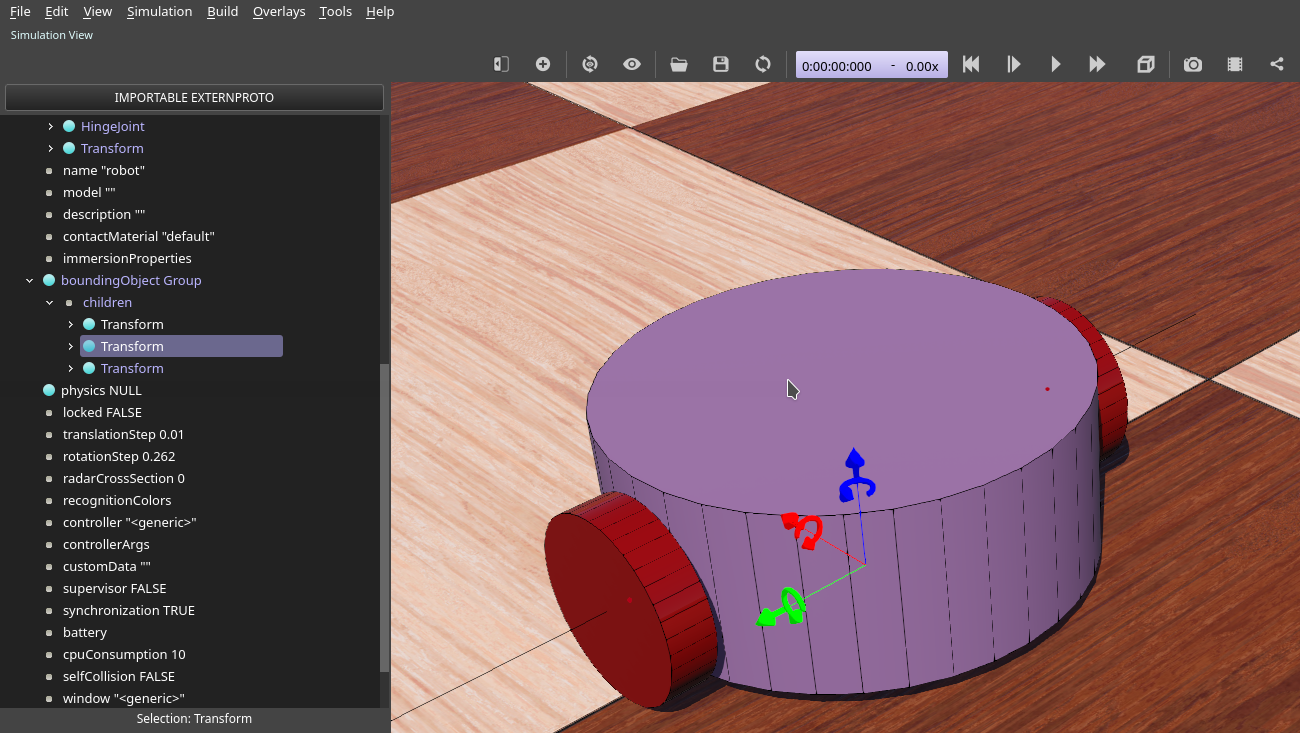 File Edit View Simulation Build Overlays Tools Help
Simulation View
0:00:00:000 - 0.00x
IMPORTABLE EXTERNPROTO
HingeJoint
Transform
name "robot"
model ""
description ""
contactMaterial "default"
immersionProperties
boundingObject Group
children
Transform
Transform
Transform
physics NULL
locked FALSE
translationStep 0.01
rotationStep 0.262
radarCrossSection 0
recognitionColors
controller "<generic>"
controllerArgs
customData ""
supervisor FALSE
synchronization TRUE
battery
cpuConsumption 10
selfCollision FALSE
window "<generic>"
Selection: Transform